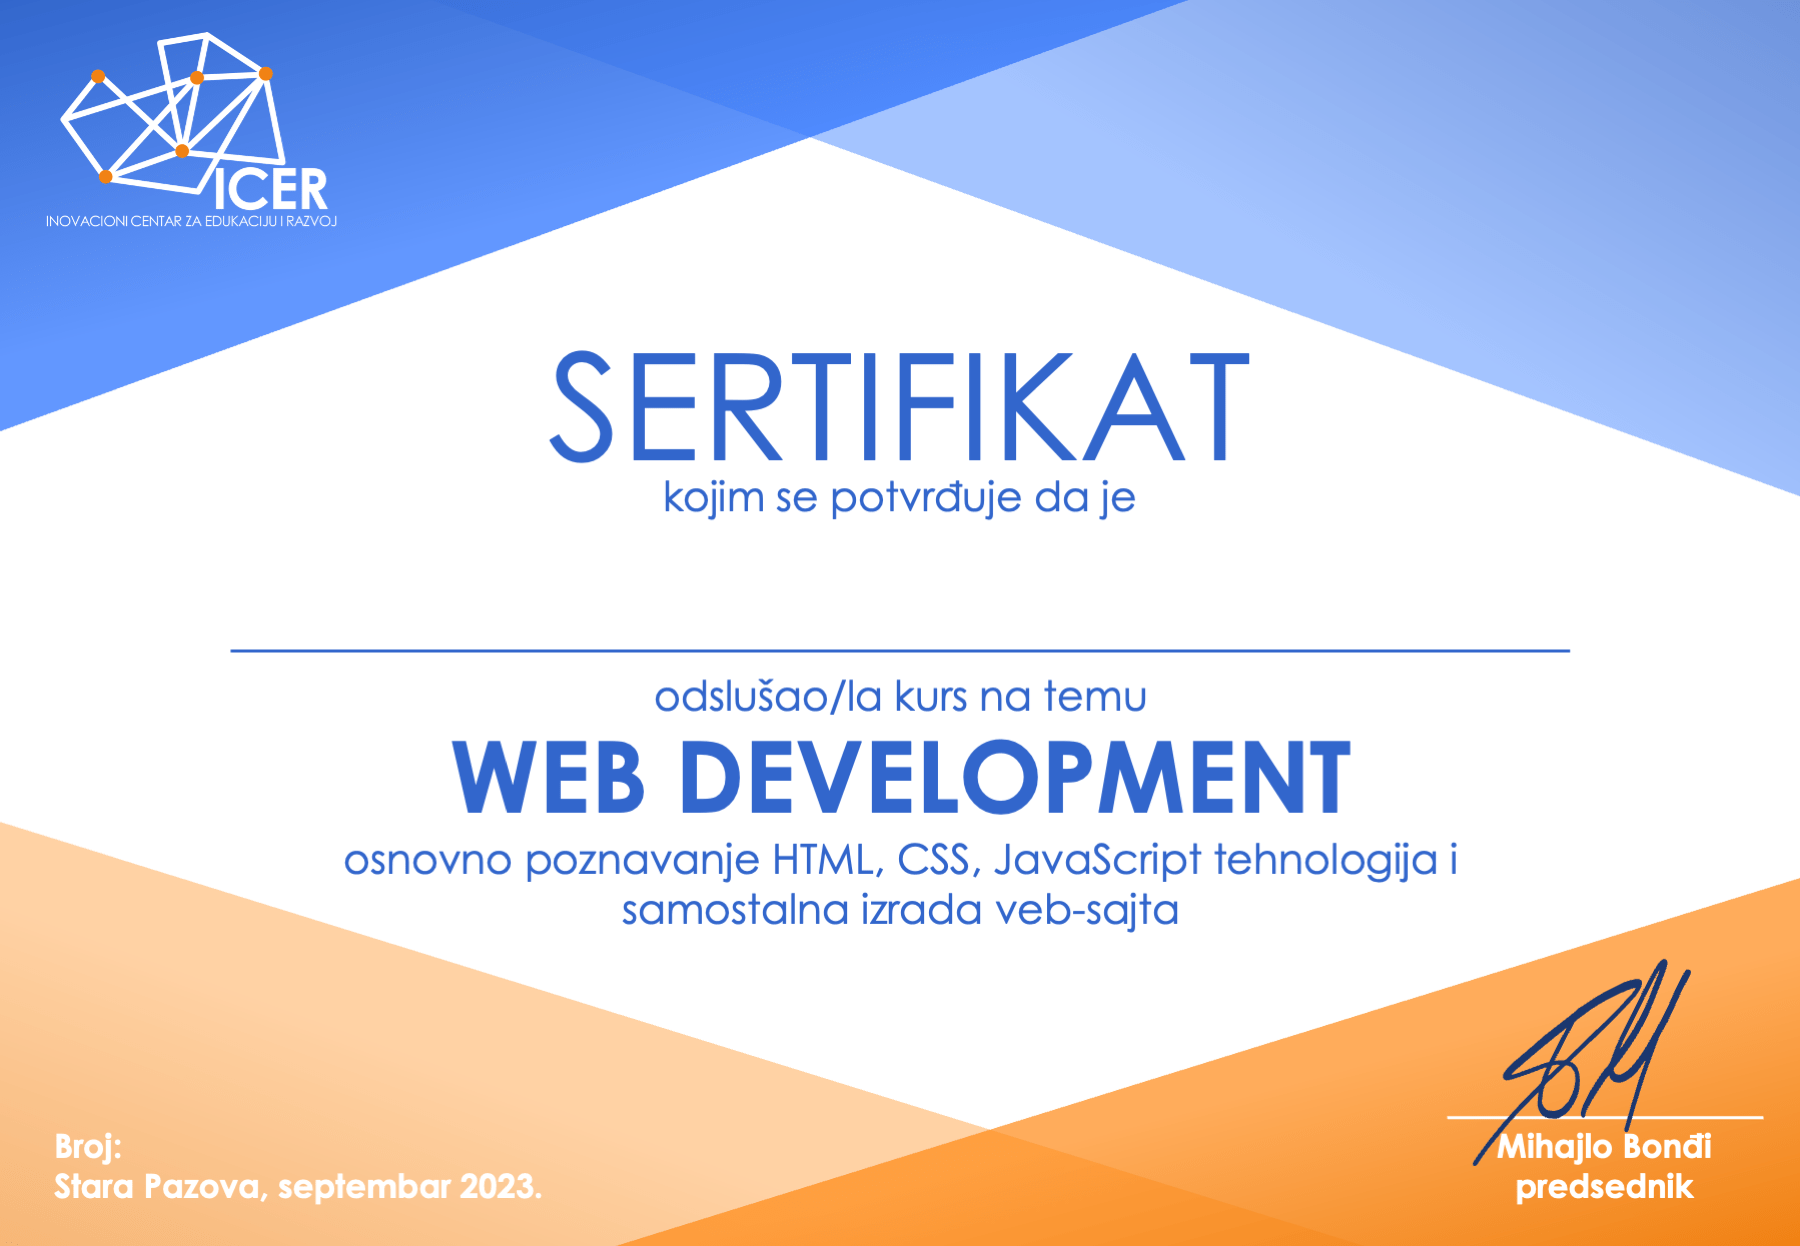 ICER
INOVACIONI CENTAR ZA EDUKACIJU I RAZVOJ
SERTIFIKAT
kojim se potvrđuje da je
odslušao/la kurs na temu
WEB DEVELOPMENT
osnovno poznavanje HTML, CSS, JavaScript tehnologija i
samostalna izrada veb-sajta
Broj:
Stara Pazova, septembar 2023.
Mihajlo Bonđi
predsednik